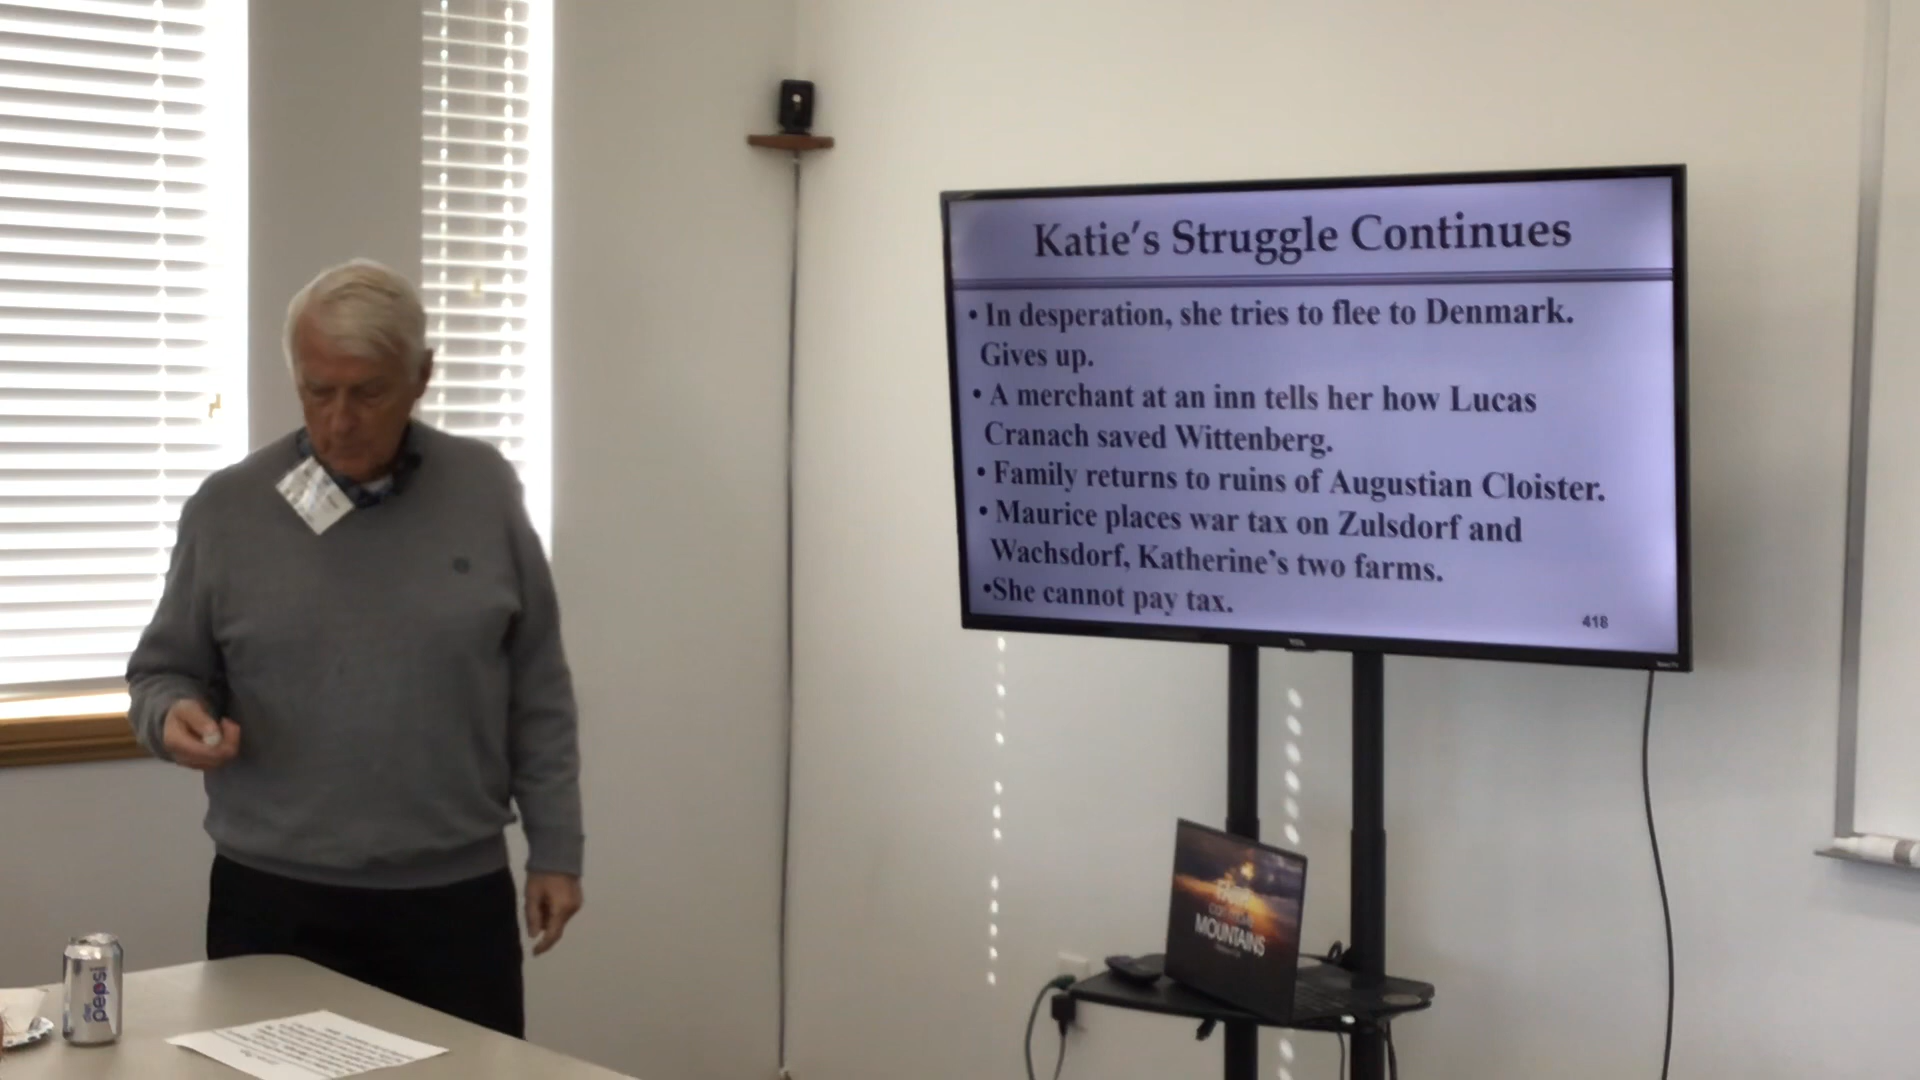 Katie's Struggle Continues
• In desperation, she tries to flee to Denmark.
Gives up.
• A merchant at an inn tells her how Lucas
Cranach saved Wittenberg.
• Family returns to ruins of Augustian Cloister.
• Maurice places war tax on Zulsdorf and
Wachsdorf, Katherine's two farms.
•She cannot pay tax.
418
MOUNTAINS
diet
pepsi